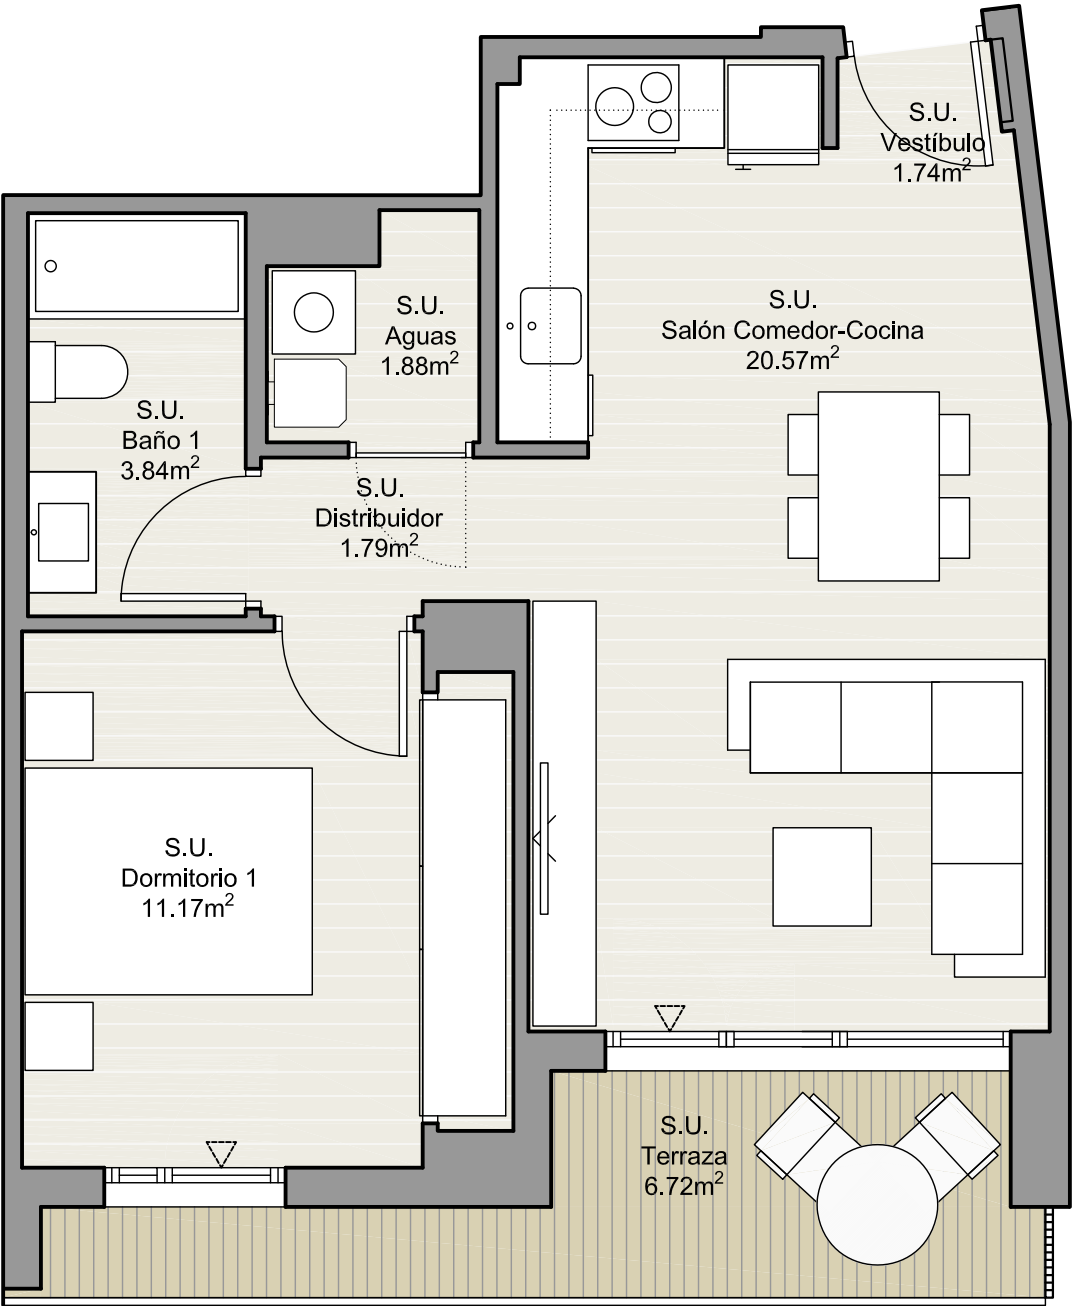 S.U.
Vestíbulo
1.74m²
S.U.
Salón Comedor-Cocina
20.57m²
S.U.
Aguas
1.88m²
S.U.
Baño 1
3.84m²
S.U.
Distribuidor
1.79m²
S.U.
Dormitorio 1
11.17m²
S.U.
Terraza
6.72m²